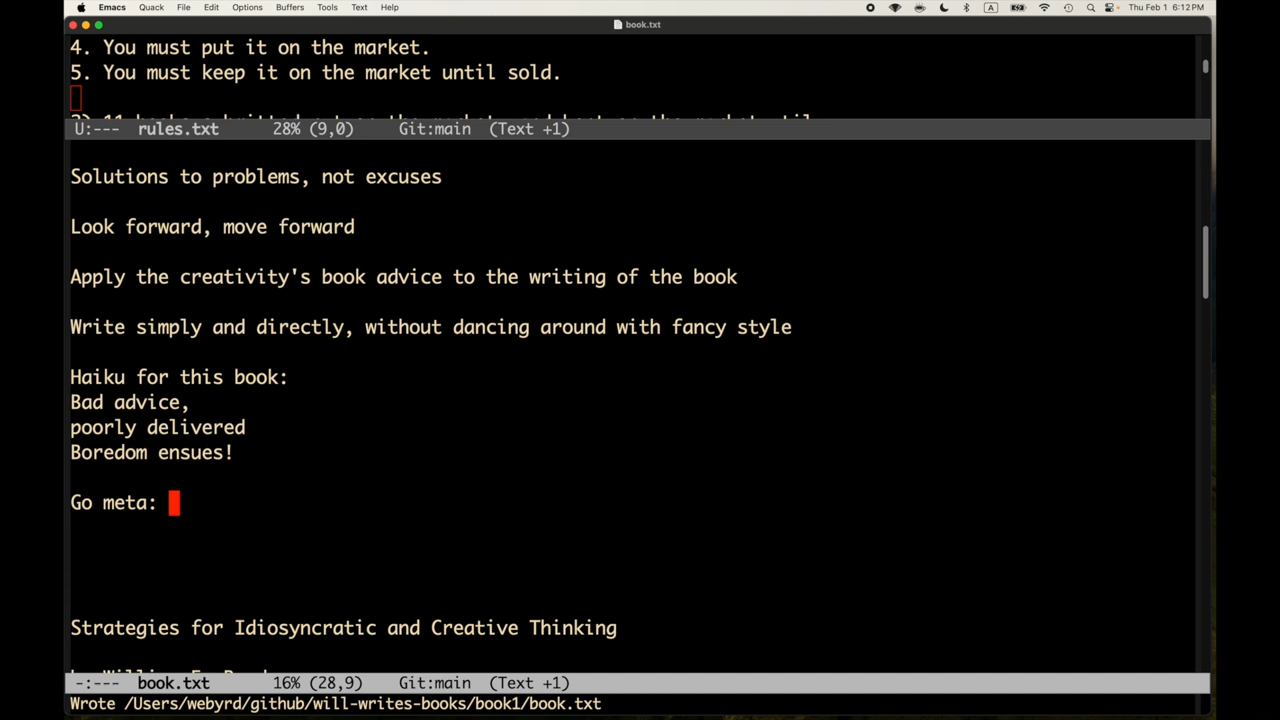 Emacs Quack File Edit Options Buffers Tools Text Help A Thu Feb 1 6:12 PM
book.txt
4. You must put it on the market.
5. You must keep it on the market until sold.
U:--- rules.txt 28% (9,0) Git:main (Text +1)
Solutions to problems, not excuses
Look forward, move forward
Apply the creativity's book advice to the writing of the book
Write simply and directly, without dancing around with fancy style
Haiku for this book:
Bad advice,
poorly delivered
Boredom ensues!
Go meta:
Strategies for Idiosyncratic and Creative Thinking
-:--- book.txt 16% (28,9) Git:main (Text +1)
Wrote /Users/webyrd/github/will-writes-books/book1/book.txt